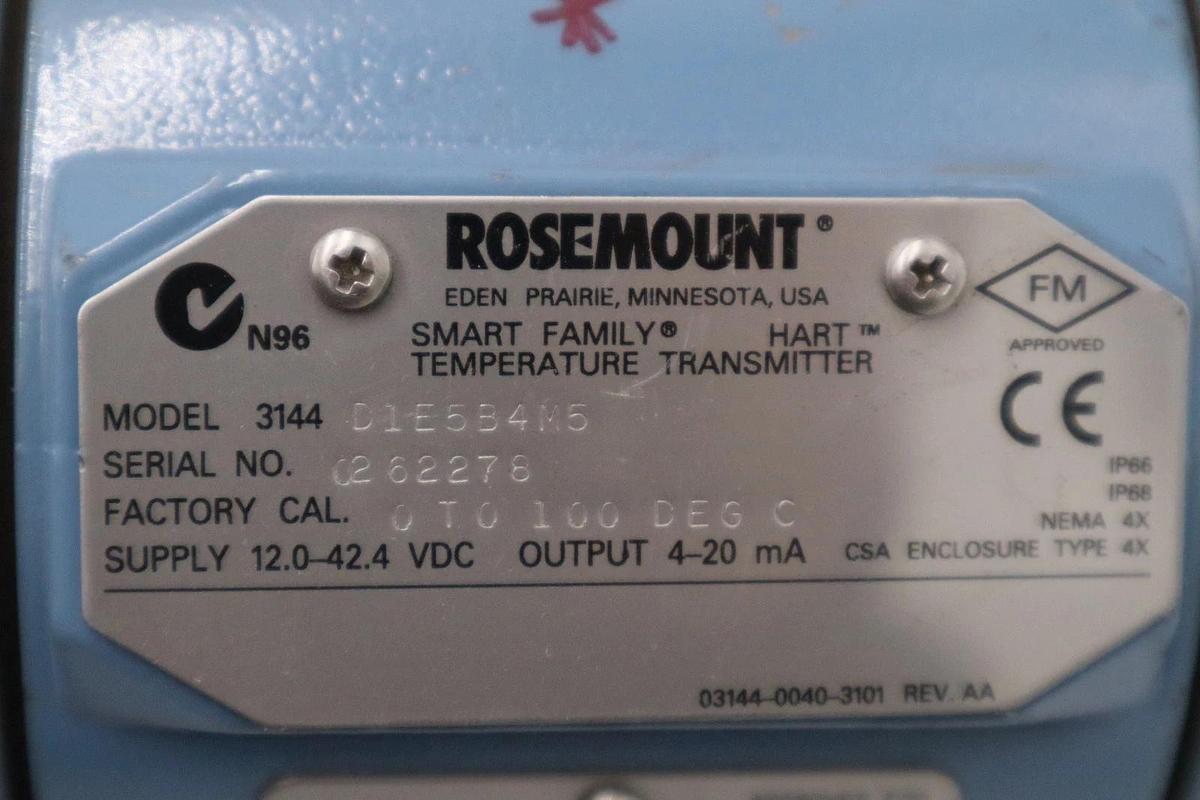 ROSEMOUNT®
EDEN PRAIRIE, MINNESOTA, USA
N96
SMART FAMILY® HART™
TEMPERATURE TRANSMITTER
FM
APPROVED
CE
MODEL 3144 D1E5B4M5
SERIAL NO. 0262278
FACTORY CAL. 0 TO 100 DEG C
SUPPLY 12.0-42.4 VDC OUTPUT 4-20 mA
IP66
IP68
NEMA 4X
CSA ENCLOSURE TYPE 4X
03144-0040-3101 REV. AA